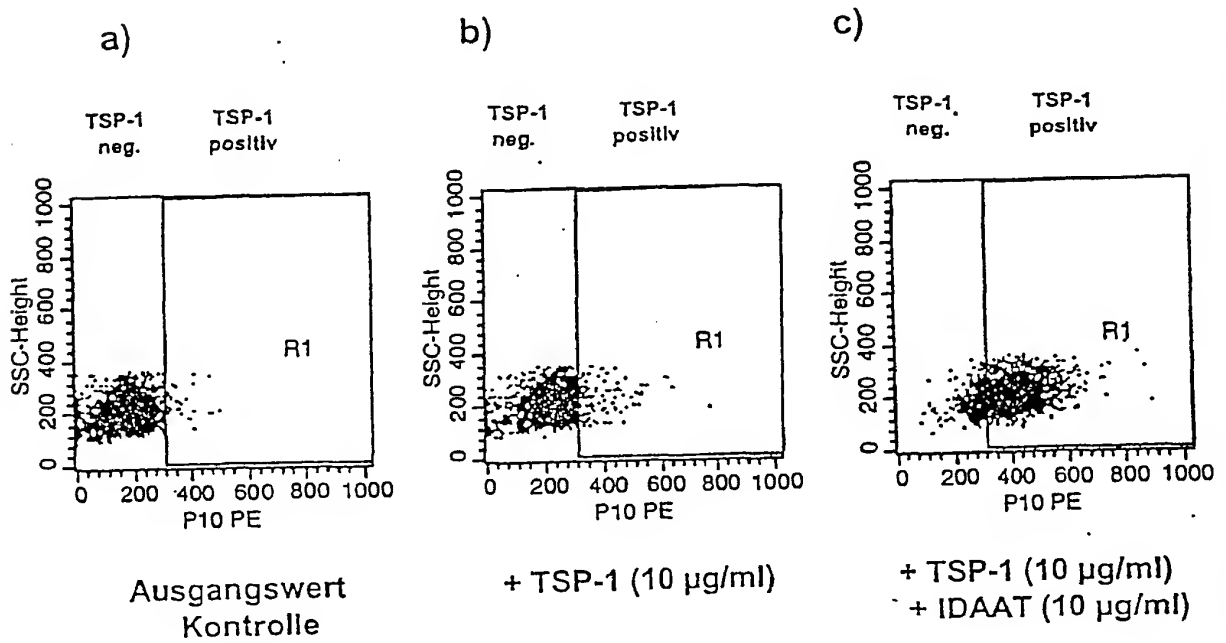 a)
TSP-1 neg.
TSP-1 positiv
1000
800
600
400
200
0
SSC-Height
R1
0 200 400 600 800 1000
P10 PE
Ausgangswert
Kontrolle
b)
TSP-1 neg.
TSP-1 positiv
1000
800
600
400
200
0
SSC-Height
R1
0 200 400 600 800 1000
P10 PE
+ TSP-1 (10 µg/ml)
c)
TSP-1 neg.
TSP-1 positiv
1000
800
600
400
200
0
SSC-Height
R1
0 200 400 600 800 1000
P10 PE
+ TSP-1 (10 µg/ml)
+ IDAAT (10 µg/ml)